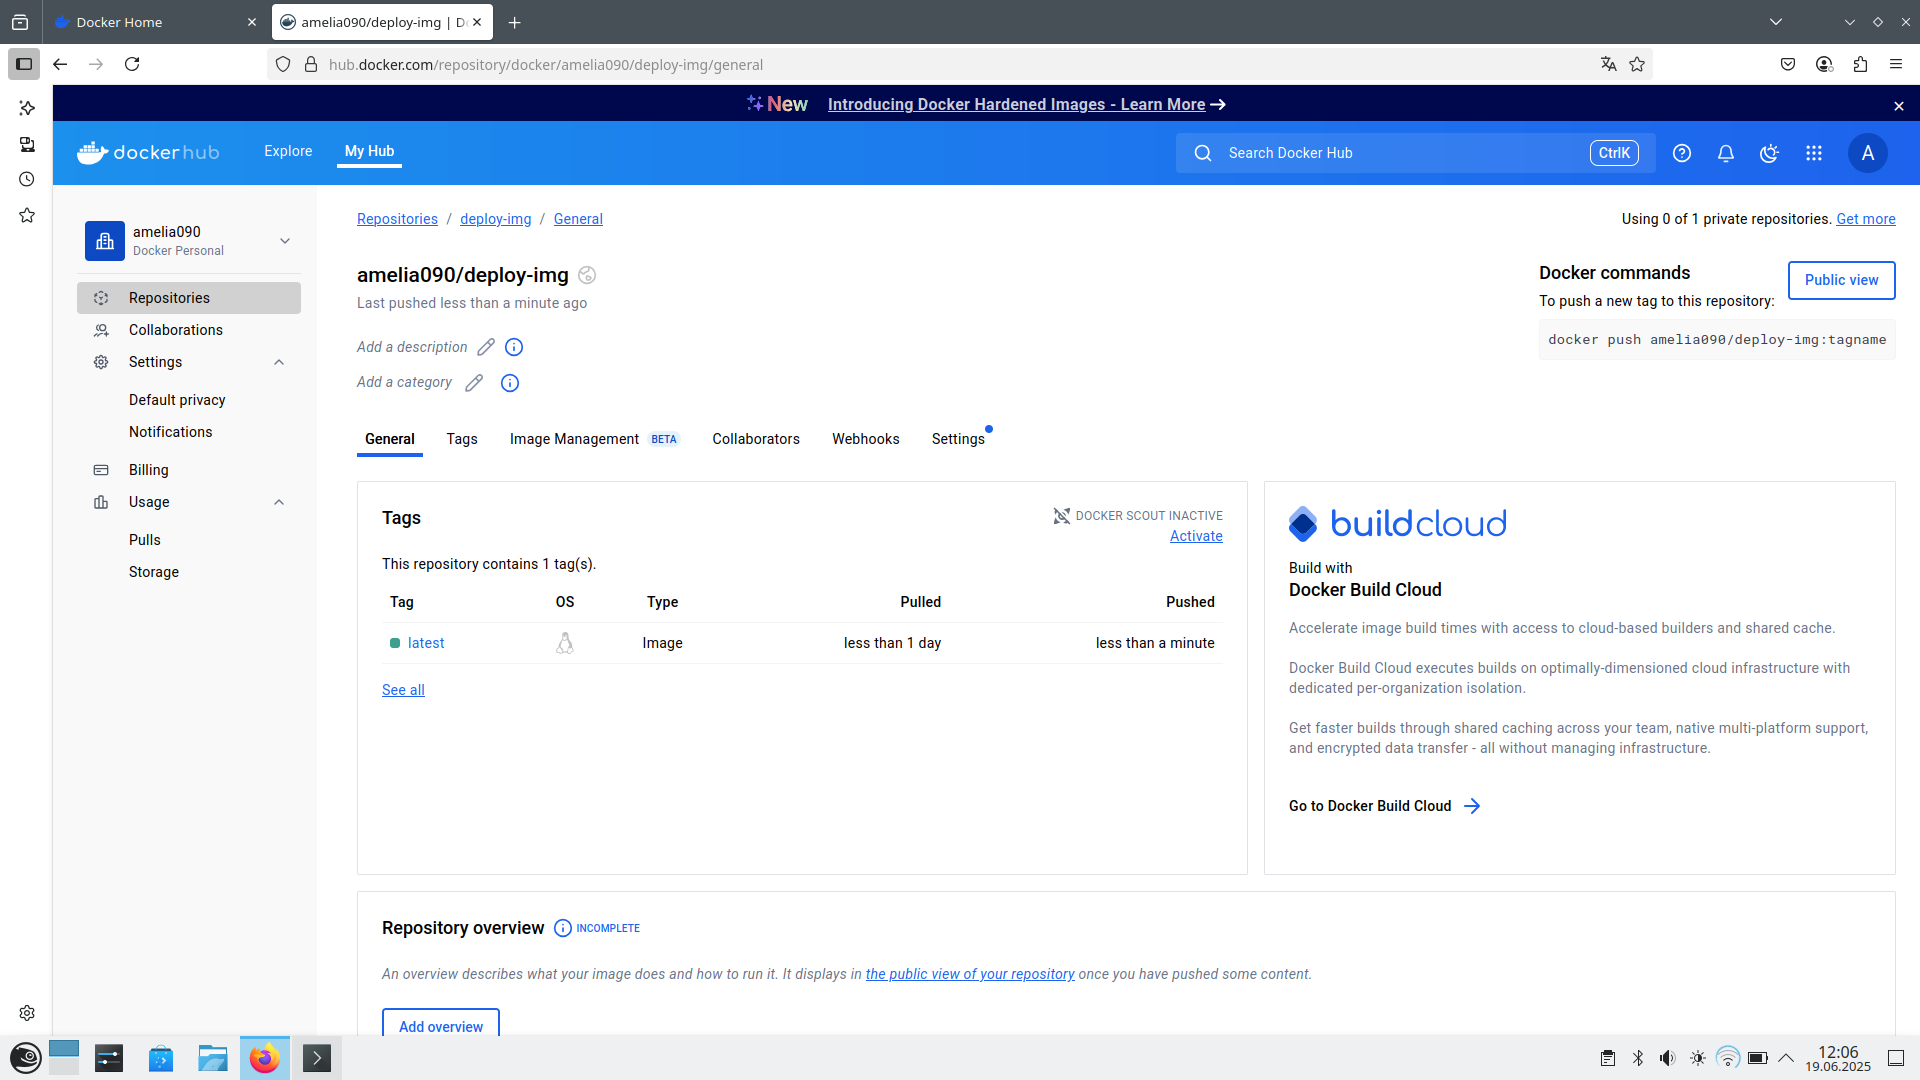 Docker Home
amelia090/deploy-img | D
hub.docker.com/repository/docker/amelia090/deploy-img/general
New Introducing Docker Hardened Images - Learn More
dockerhub
Explore
My Hub
Search Docker Hub
CtrlK
A
amelia090
Docker Personal
Repositories
Collaborations
Settings
Default privacy
Notifications
Billing
Usage
Pulls
Storage
Repositories / deploy-img / General
Using 0 of 1 private repositories. Get more
amelia090/deploy-img
Last pushed less than a minute ago
Add a description
Add a category
Docker commands
Public view
To push a new tag to this repository:
docker push amelia090/deploy-img:tagname
General
Tags
Image Management BETA
Collaborators
Webhooks
Settings
Tags
DOCKER SCOUT INACTIVE
Activate
This repository contains 1 tag(s).
Tag OS Type Pulled Pushed
latest Image less than 1 day less than a minute
See all
buildcloud
Build with
Docker Build Cloud
Accelerate image build times with access to cloud-based builders and shared cache.
Docker Build Cloud executes builds on optimally-dimensioned cloud infrastructure with
dedicated per-organization isolation.
Get faster builds through shared caching across your team, native multi-platform support,
and encrypted data transfer - all without managing infrastructure.
Go to Docker Build Cloud
Repository overview INCOMPLETE
An overview describes what your image does and how to run it. It displays in the public view of your repository once you have pushed some content.
Add overview
12:06
19.06.2025